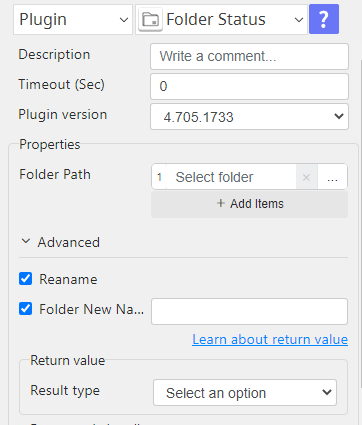 Plugin Folder Status ?
Description Write a comment...
Timeout (Sec) 0
Plugin version 4.705.1733
Properties
Folder Path 1 Select folder × ...
+ Add Items
Advanced
Reaname
Folder New Na...
Learn about return value
Return value
Result type Select an option